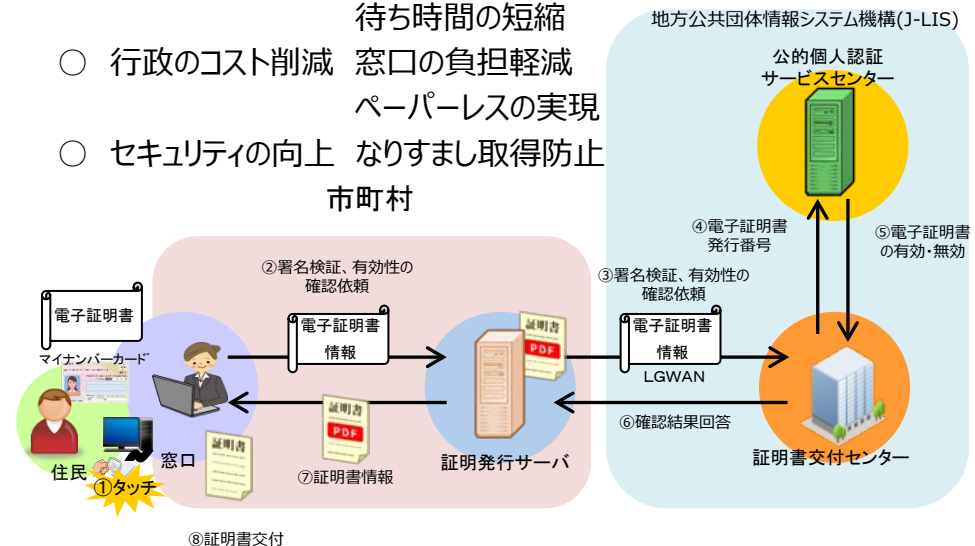 待ち時間の短縮
○ 行政のコスト削減 窓口の負担軽減
ペーパーレスの実現
○ セキュリティの向上 なりすまし取得防止
地方公共団体情報システム機構(J-LIS)
公的個人認証
サービスセンター
市町村
④電子証明書
発行番号
⑤電子証明書
の有効・無効
②署名検証、有効性の
確認依頼
③署名検証、有効性の
確認依頼
電子証明書
マイナンバーカード
電子証明書
情報
証明書
PDF
電子証明書
情報
LGWAN
⑥確認結果回答
証明書
PDF
⑦証明書情報
証明書
窓口
住民
①タッチ
証明発行サーバ
証明書交付センター
⑧証明書交付